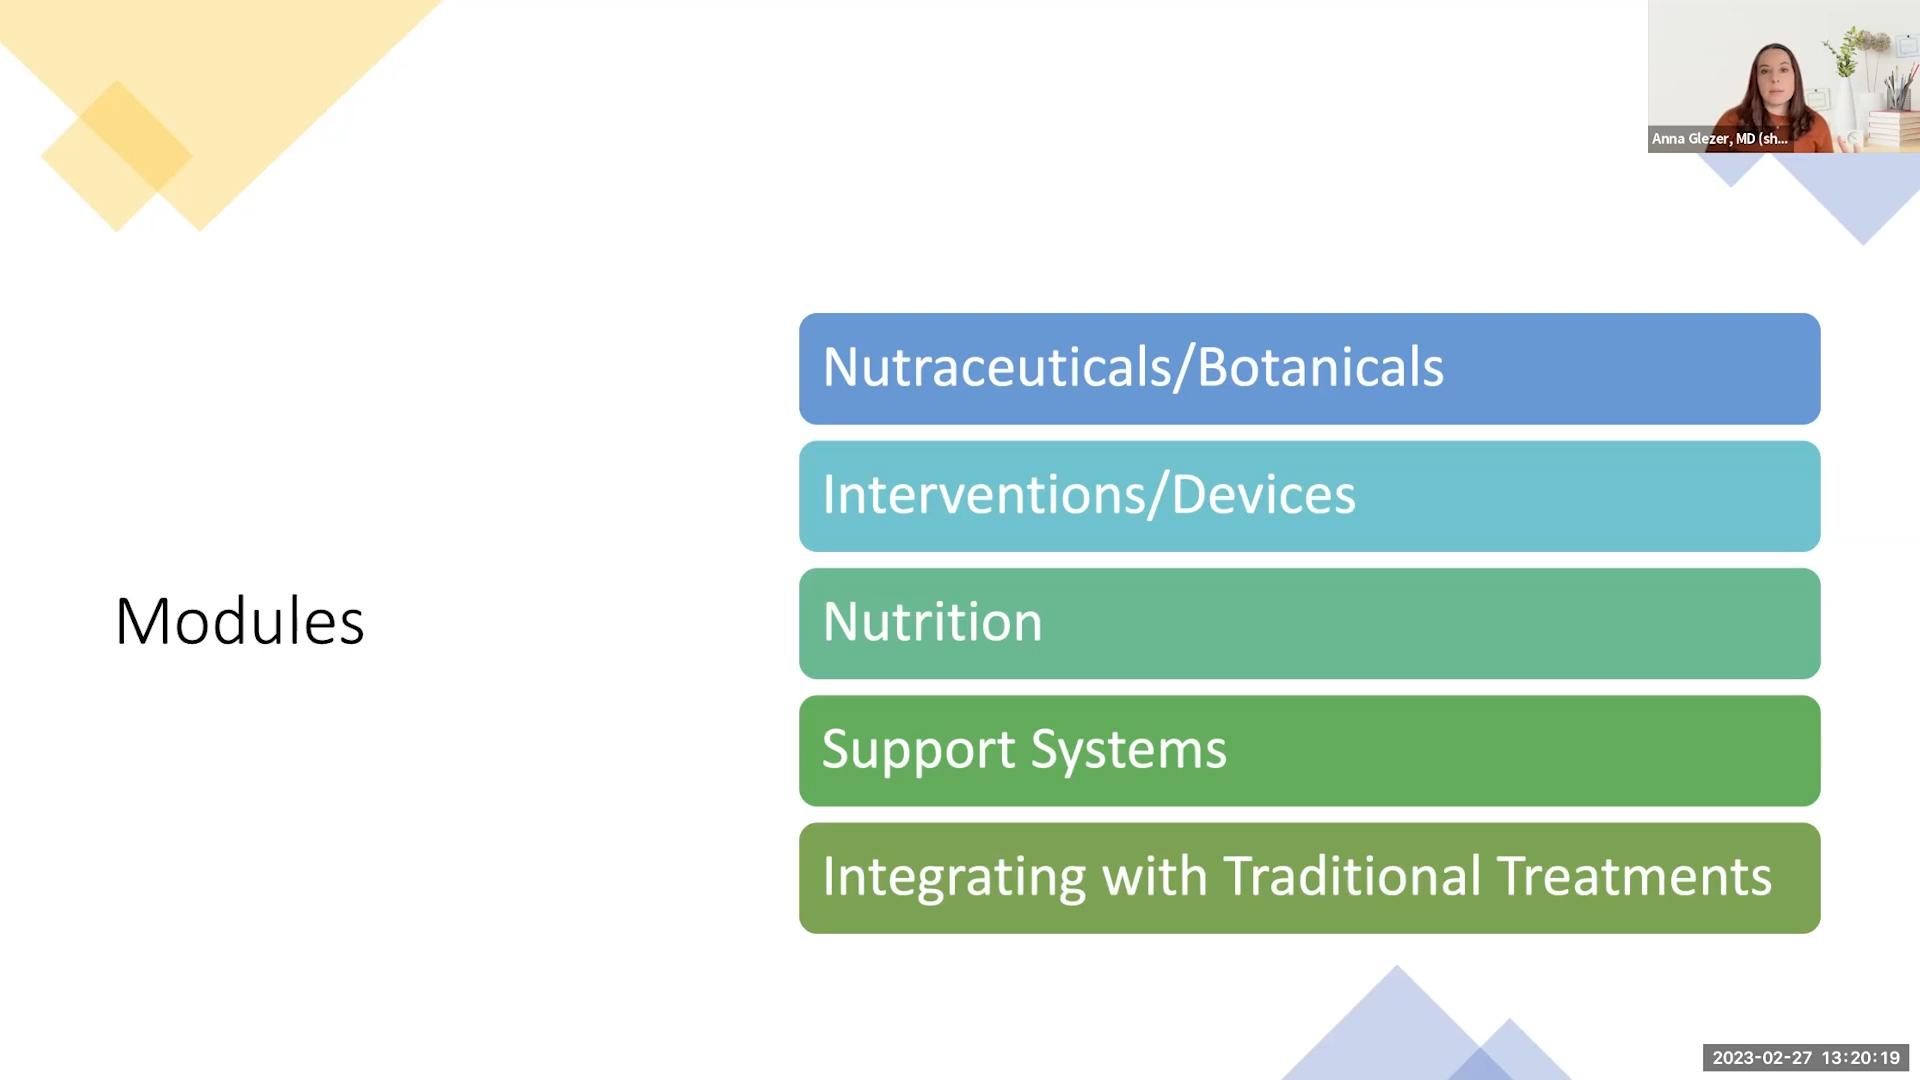 Anna Glezer, MD (sh...
Nutraceuticals/Botanicals
Interventions/Devices
Modules
Nutrition
Support Systems
Integrating with Traditional Treatments
2023-02-27 13:20:19